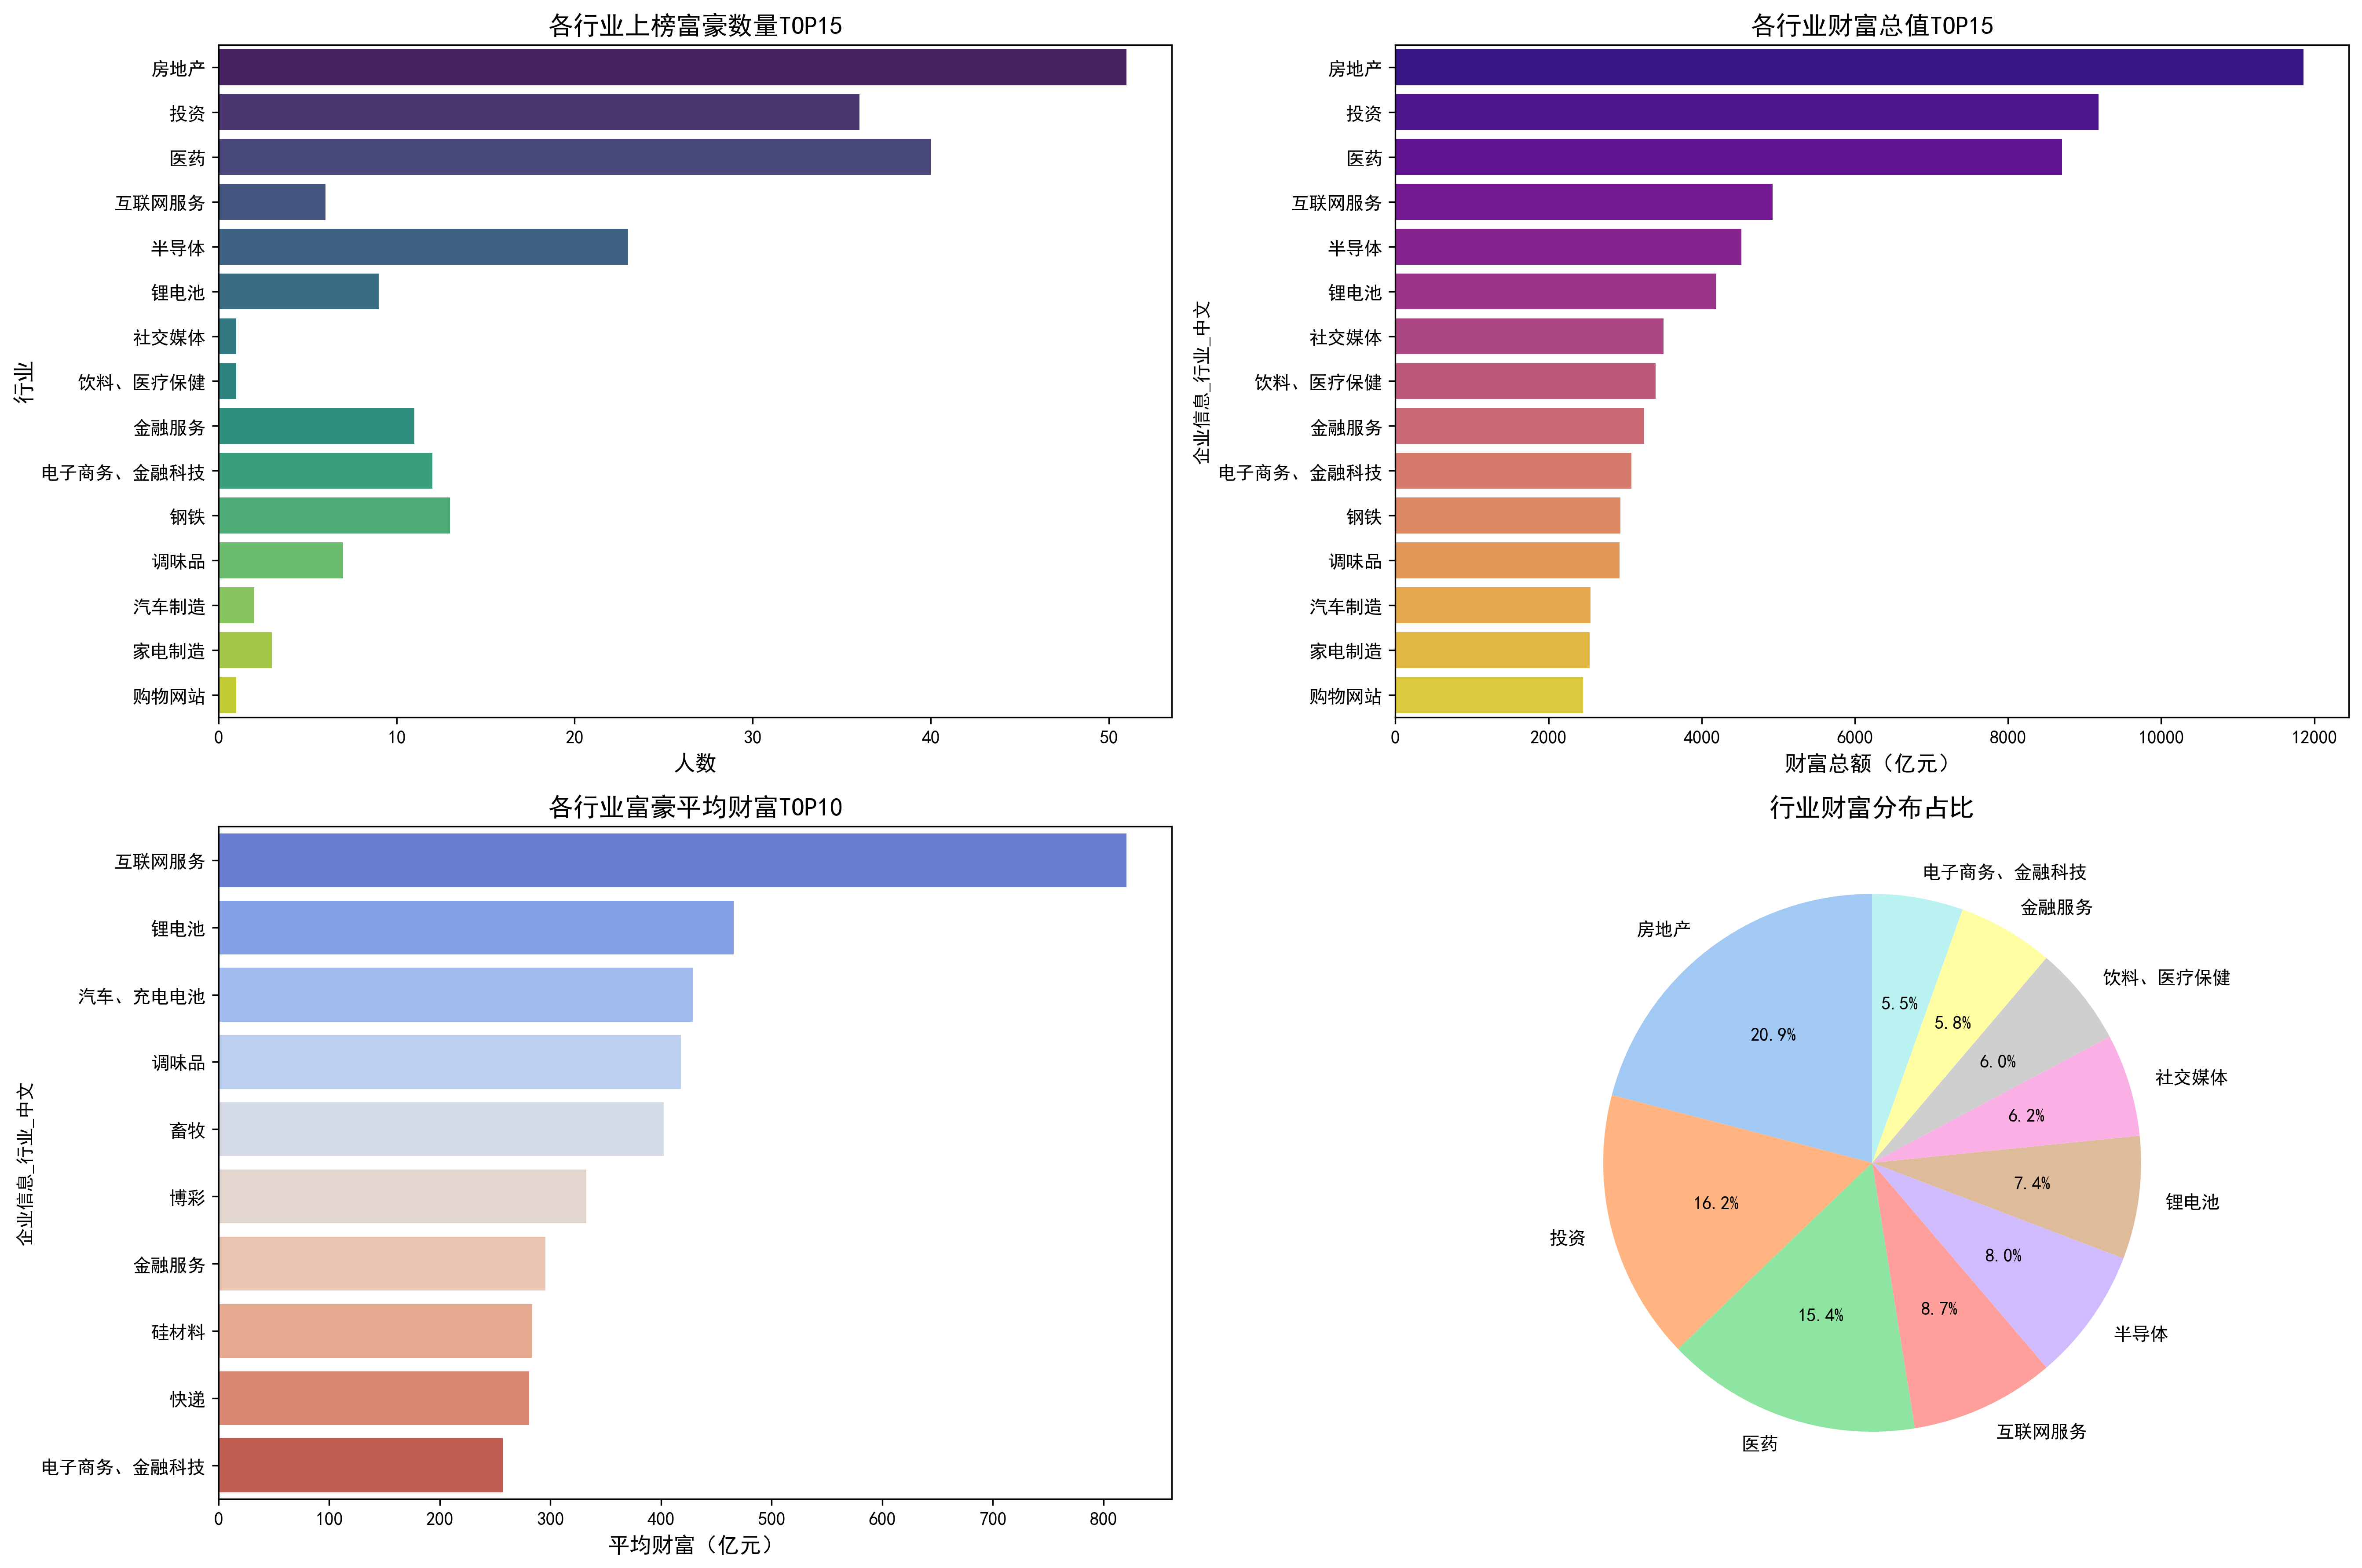 各行业上榜富豪数量TOP15
行业
房地产
投资
医药
互联网服务
半导体
锂电池
社交媒体
饮料、医疗保健
金融服务
电子商务、金融科技
钢铁
调味品
汽车制造
家电制造
购物网站
0 10 20 30 40 50
人数
各行业财富总值TOP15
企业信息_行业_中文
房地产
投资
医药
互联网服务
半导体
锂电池
社交媒体
饮料、医疗保健
金融服务
电子商务、金融科技
钢铁
调味品
汽车制造
家电制造
购物网站
0 2000 4000 6000 8000 10000 12000
财富总额（亿元）
各行业富豪平均财富TOP10
企业信息_行业_中文
互联网服务
锂电池
汽车、充电电池
调味品
畜牧
博彩
金融服务
硅材料
快递
电子商务、金融科技
0 100 200 300 400 500 600 700 800
平均财富（亿元）
行业财富分布占比
房地产
20.9%
投资
16.2%
医药
15.4%
互联网服务
8.7%
半导体
8.0%
锂电池
7.4%
社交媒体
6.2%
饮料、医疗保健
6.0%
金融服务
5.8%
电子商务、金融科技
5.5%